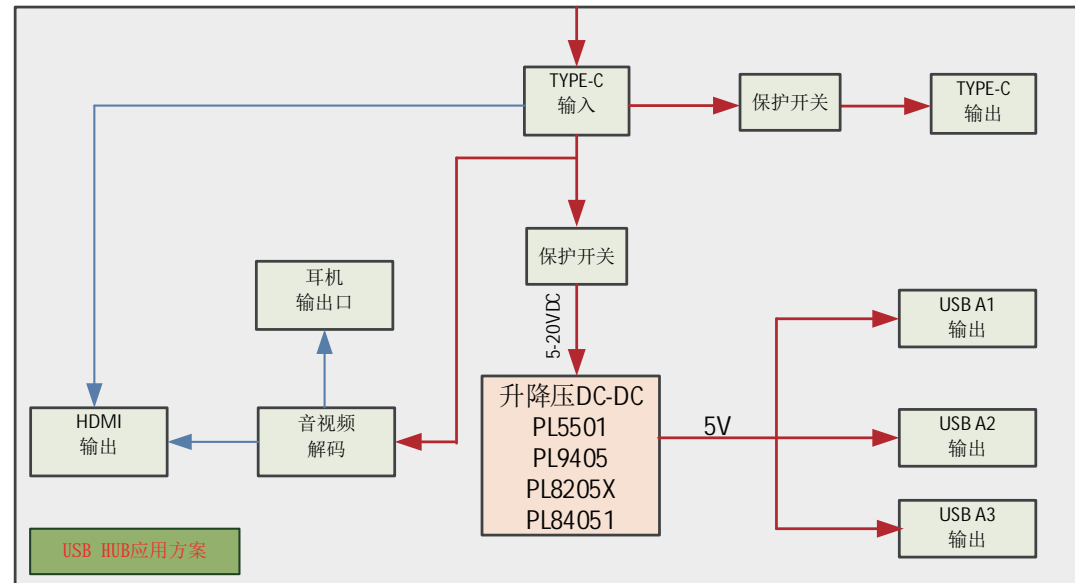 TYPE-C
输入
保护开关
TYPE-C
输出
保护开关
耳机
输出口
5-20VDC
USB A1
输出
升降压DC-DC
PL5501
PL9405
PL8205X
PL84051
5V
HDMI
输出
音视频
解码
USB A2
输出
USB A3
输出
USB HUB应用方案